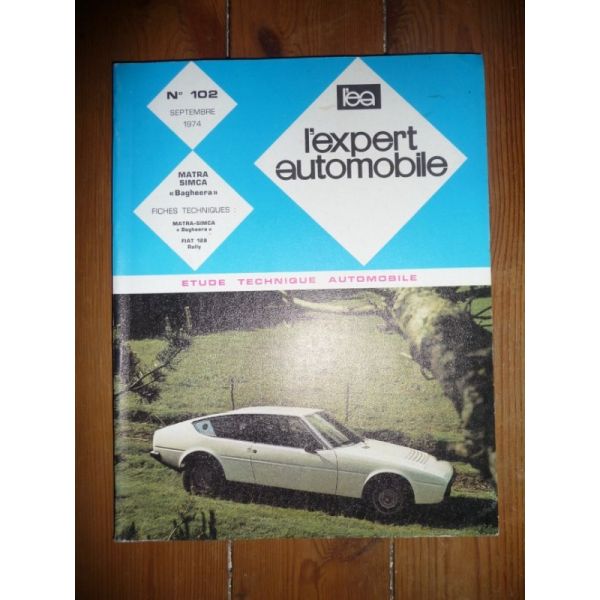 N° 102
SEPTEMBRE
1974
l'ea
l'expert
automobile
MATRA
SIMCA
« Bagheera »
FICHES TECHNIQUES :
MATRA-SIMCA
« Bagheera »
FIAT 128
Rally
ETUDE TECHNIQUE AUTOMOBILE